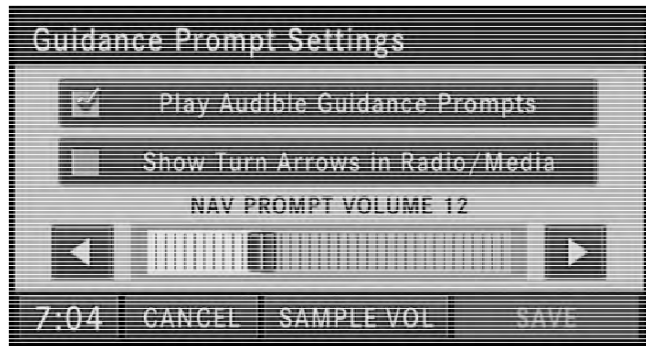 Guidance Prompt Settings
Play Audible Guidance Prompts
Show Turn Arrows in Radio/Media
NAV PROMPT VOLUME 12
7:04 CANCEL SAMPLE VOL SAVE